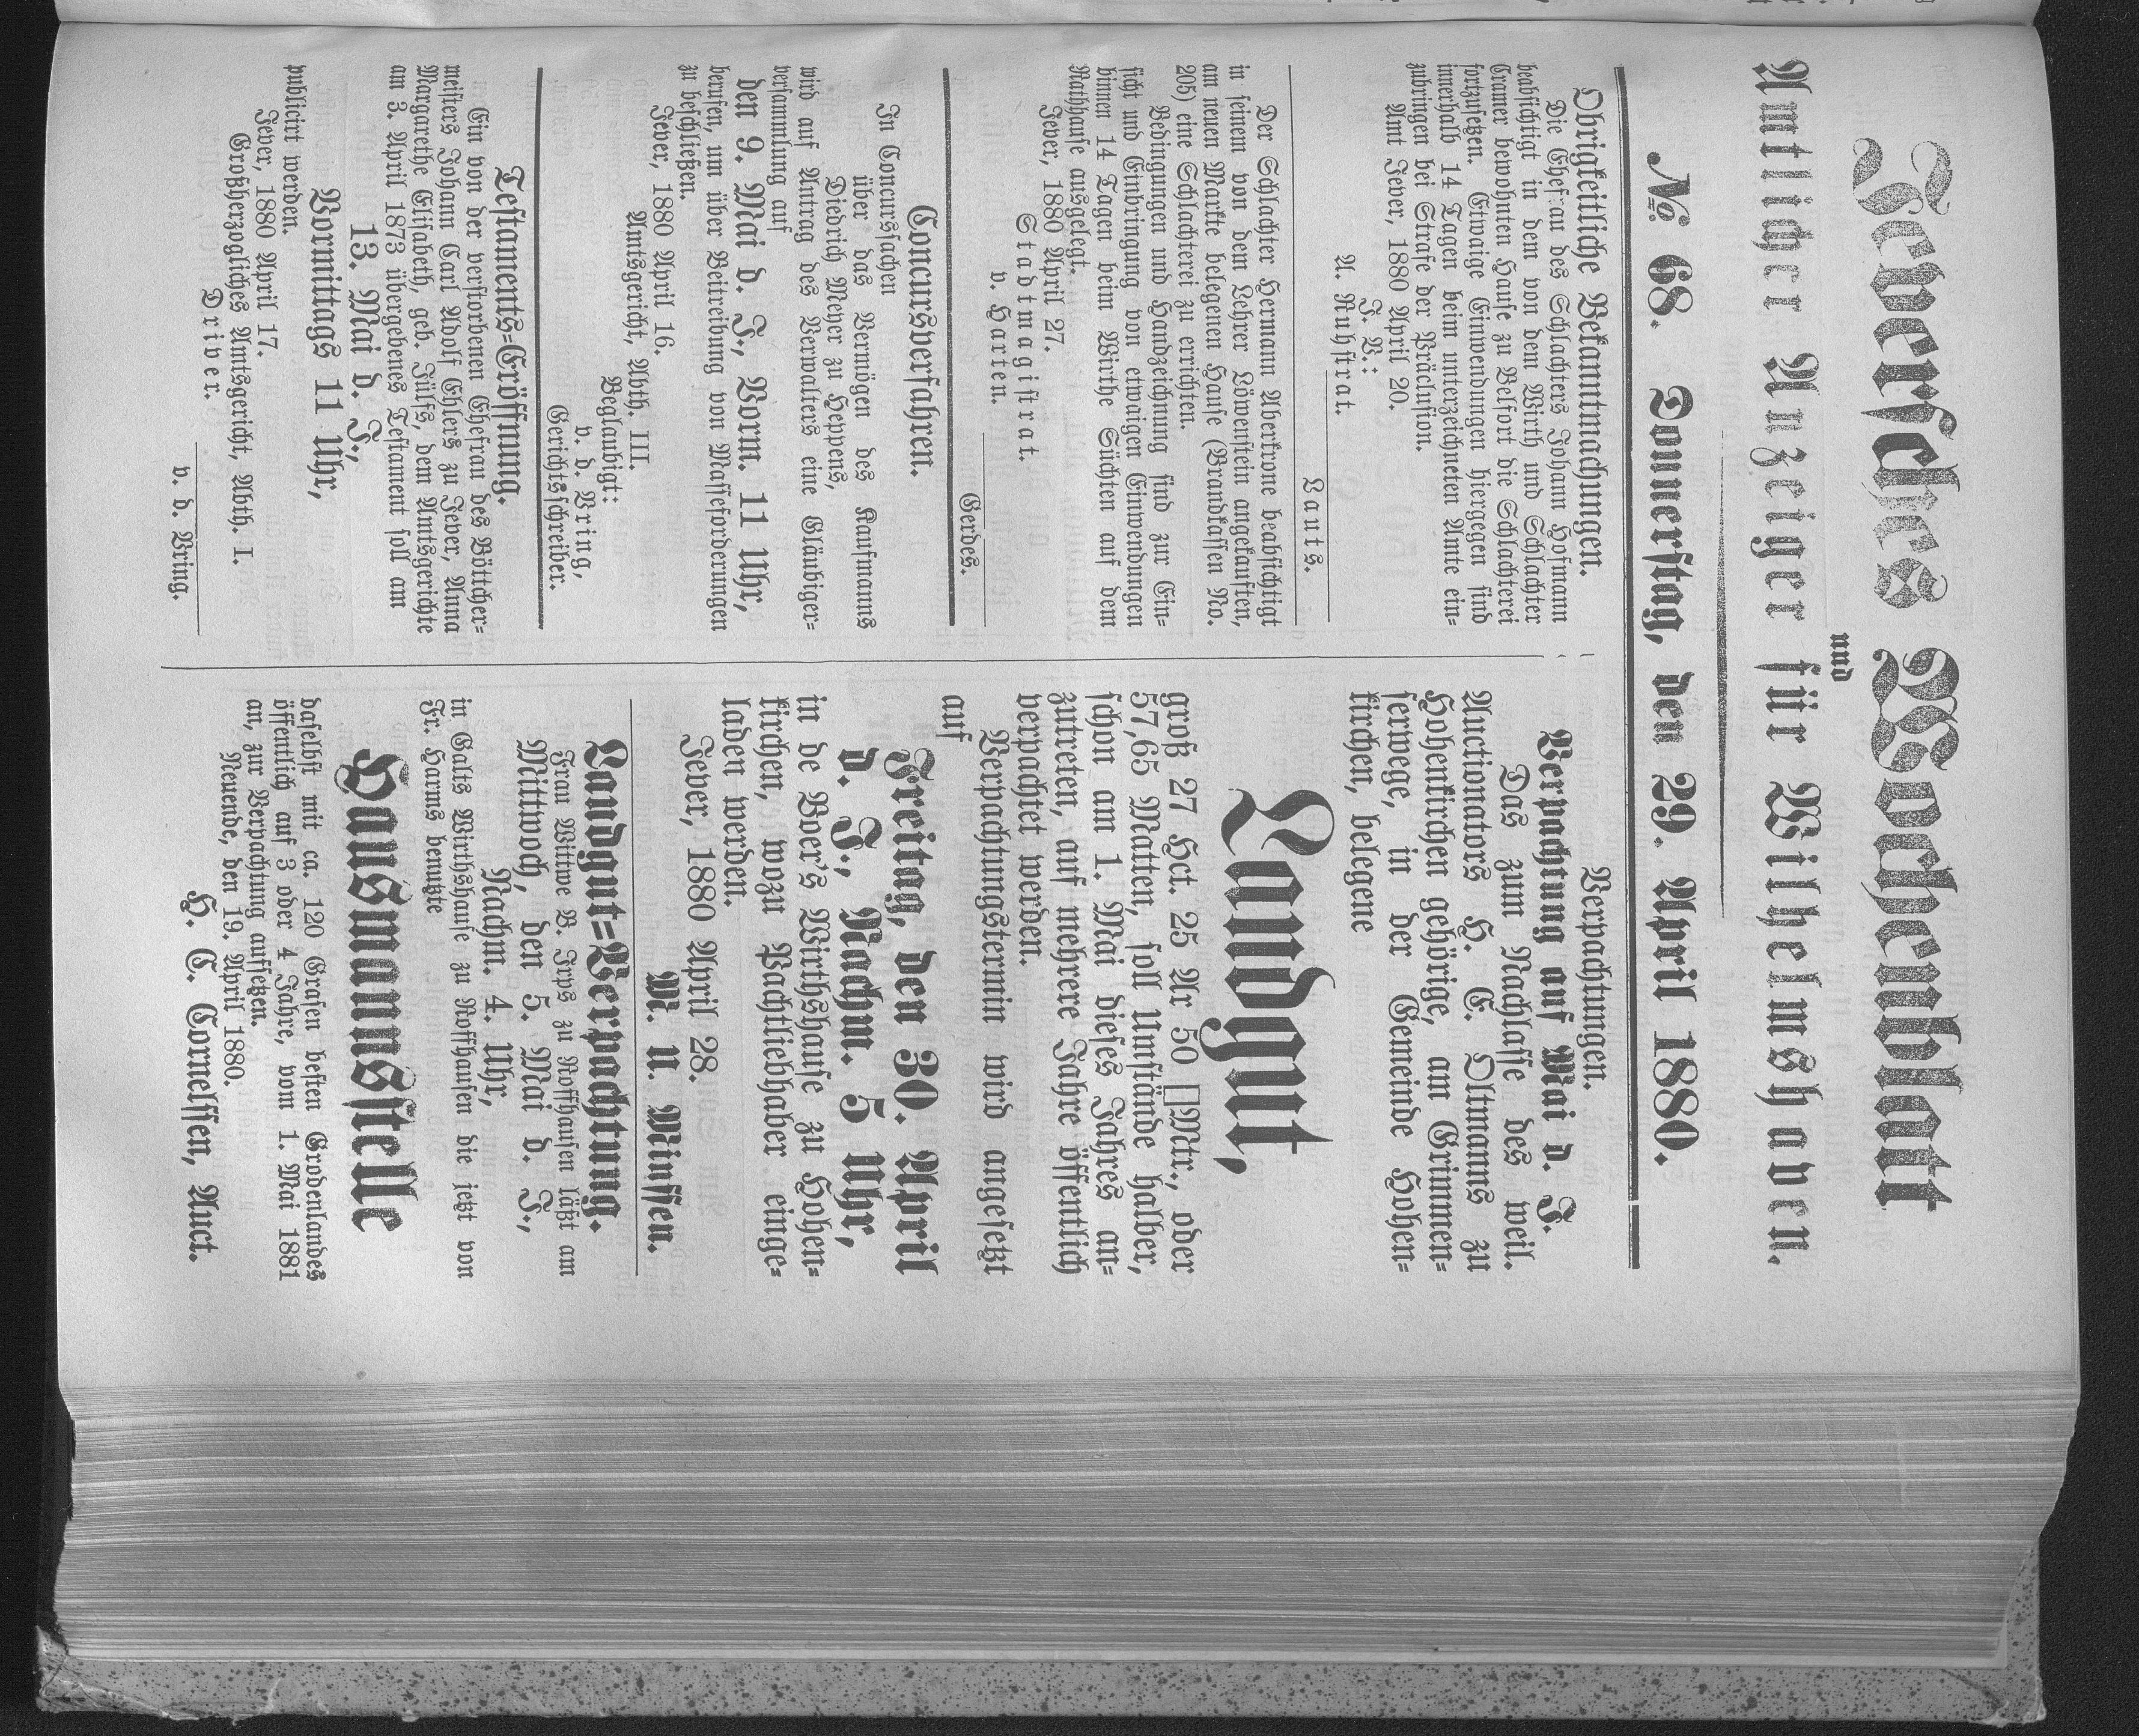 Jeversches Wochenblatt
und
Amtlicher Anzeiger für Wilhelmshaven.
№ 68. Donnerstag, den 29. April 1880.
Obrigkeitliche Bekanntmachungen.
Die Ehefrau des Schlachters Johann Hofmann
beabsichtigt in dem von dem Wirth und Schlachter
Cramer bewohnten Hause zu Belfort die Schlachterei
fortzusetzen. Etwaige Einwendungen hiergegen sind
innerhalb 14 Tagen beim unterzeichneten Amte ein-
zubringen bei Strafe der Präclusion.
Amt Jever, 1880 April 20.
J. V.:
A. Ruhstrat.
Lauts.
Der Schlachter Hermann Aberkrone beabsichtigt
in seinem von dem Lehrer Löwenstein angekauften,
am neuen Markte belegenen Hause (Brandkassen No.
205) eine Schlachterei zu errichten.
Bedingungen und Handzeichnung sind zur Ein-
sicht und Einbringung von etwaigen Einwendungen
binnen 14 Tagen beim Wirthe Süchten auf dem
Rathhause ausgelegt.
Jever, 1880 April 27.
Stadtmagistrat.
v. Harten.
Gerdes.
Concursverfahren.
In Concurssachen
über das Vermögen des Kaufmanns
Diedrich Meyer zu Heppens,
wird auf Antrag des Verwalters eine Gläubiger-
versammlung auf
den 9. Mai d. J., Vorm. 11 Uhr,
berufen, um über Beitreibung von Masseforderungen
zu beschließen.
Jever, 1880 April 16.
Amtsgericht, Abth. III.
Beglaubigt:
v. d. Vring,
Gerichtsschreiber.
Testaments-Eröffnung.
Ein von der verstorbenen Ehefrau des Böttcher-
meisters Johann Carl Adolf Ehlers zu Jever, Anna
Margarethe Elisabeth, geb. Jülfs, dem Amtsgerichte
am 3. April 1873 übergebenes Testament soll am
13. Mai d. J.,
Vormittags 11 Uhr,
publicirt werden.
Jever, 1880 April 17.
Großherzogliches Amtsgericht, Abth. I.
Driver.
v. d. Vring.
Verpachtungen.
Verpachtung auf Mai d. J.
Das zum Nachlasse des weil.
Auctionators H. C. Oltmanns zu
Hohenkirchen gehörige, am Grimmen-
serwege, in der Gemeinde Hohen-
kirchen, belegene
Landgut,
groß 27 Hct. 25 Ar 50 □Mtr., oder
57,65 Matten, soll Umstände halber,
schon am 1. Mai dieses Jahres an-
zutreten, auf mehrere Jahre öffentlich
verpachtet werden.
Verpachtungstermin wird angesetzt
auf
Freitag, den 30. April
d. J., Nachm. 5 Uhr,
in de Boer's Wirthshause zu Hohen-
kirchen, wozu Pachtliebhaber einge-
laden werden.
Jever, 1880 April 28.
M. U. Minssen.
Landgut-Verpachtung.
Frau Wittwe B. Irps zu Roffhausen läßt am
Mittwoch, den 5. Mai d. J.,
Nachm. 4. Uhr,
in Galts Wirthshause zu Roffhausen die jetzt von
Fr. Harms benutzte
Hausmannsstelle
daselbst mit ca. 120 Grasen besten Grodenlandes
öffentlich auf 3 oder 4 Jahre, vom 1. Mai 1881
an, zur Verpachtung aufsetzen.
Neuende, den 19. April 1880.
H. C. Cornelssen, Auct.